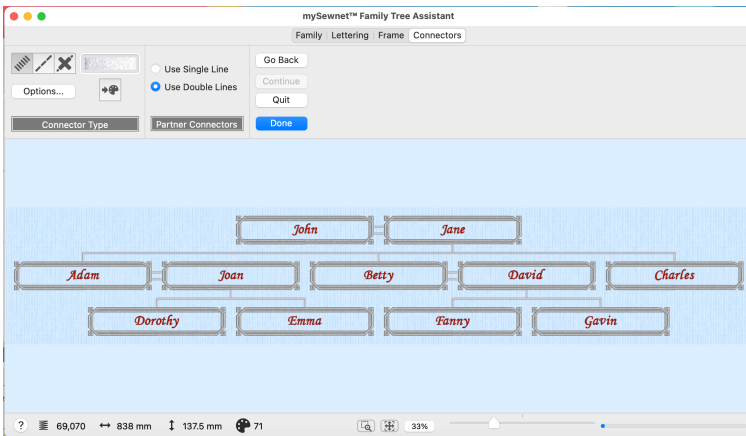 mySewnet™ Family Tree Assistant
Family Lettering Frame Connectors
Go Back
Use Single Line
Continue
Options...
Use Double Lines
Quit
Connector Type
Partner Connectors
Done
John Jane
Adam Joan Betty David Charles
Dorothy Emma Fanny Gavin
? 69,070 838 mm 137.5 mm 71 33%